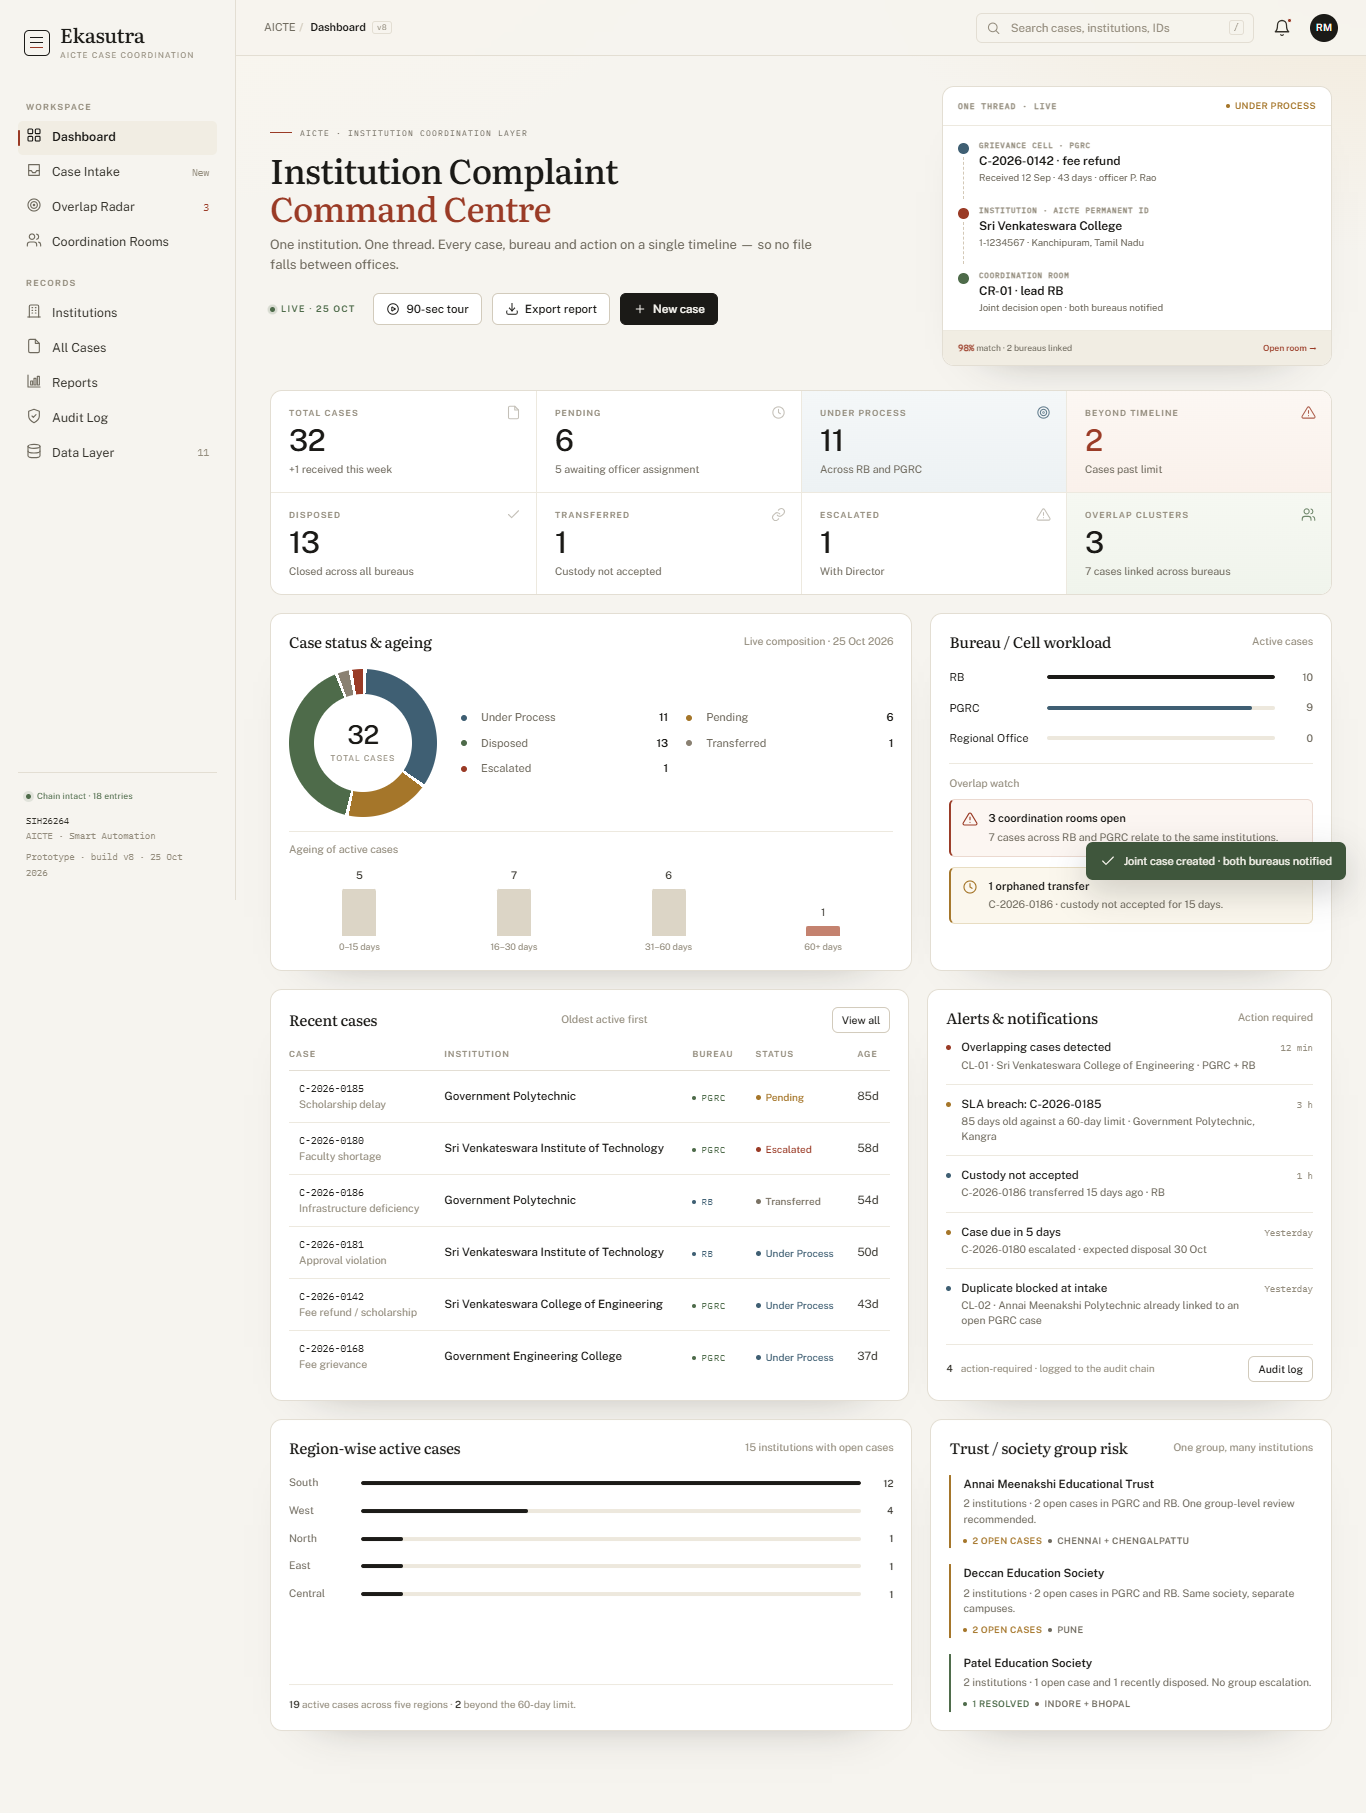 Ekasutra
AICTE CASE COORDINATION
WORKSPACE
Dashboard
Case Intake New
Overlap Radar 3
Coordination Rooms
RECORDS
Institutions
All Cases
Reports
Audit Log
Data Layer 11
Chain intact · 18 entries
SIH26264
AICTE · Smart Automation
Prototype · build v8 · 25 Oct
2026
AICTE / Dashboard v8
Search cases, institutions, IDs /
RM
AICTE · INSTITUTION COORDINATION LAYER
Institution Complaint
Command Centre
One institution. One thread. Every case, bureau and action on a single timeline — so no file
falls between offices.
LIVE · 25 OCT
90-sec tour
Export report
New case
ONE THREAD · LIVE
UNDER PROCESS
GRIEVANCE CELL · PGRC
C-2026-0142 · fee refund
Received 12 Sep · 43 days · officer P. Rao
INSTITUTION · AICTE PERMANENT ID
Sri Venkateswara College
1-1234567 · Kanchipuram, Tamil Nadu
COORDINATION ROOM
CR-01 · lead RB
Joint decision open · both bureaus notified
98% match · 2 bureaus linked
Open room →
TOTAL CASES
32
+1 received this week
PENDING
6
5 awaiting officer assignment
UNDER PROCESS
11
Across RB and PGRC
BEYOND TIMELINE
2
Cases past limit
DISPOSED
13
Closed across all bureaus
TRANSFERRED
1
Custody not accepted
ESCALATED
1
With Director
OVERLAP CLUSTERS
3
7 cases linked across bureaus
Case status & ageing
Live composition · 25 Oct 2026
32
TOTAL CASES
Under Process 11
Pending 6
Disposed 13
Transferred 1
Escalated 1
Ageing of active cases
5 7 6 1
0–15 days 16–30 days 31–60 days 60+ days
Bureau / Cell workload
Active cases
RB 10
PGRC 9
Regional Office 0
Overlap watch
3 coordination rooms open
7 cases across RB and PGRC relate to the same institutions.
Joint case created · both bureaus notified
1 orphaned transfer
C-2026-0186 · custody not accepted for 15 days.
Recent cases
Oldest active first
View all
CASE INSTITUTION BUREAU STATUS AGE
C-2026-0185
Scholarship delay
Government Polytechnic PGRC Pending 85d
C-2026-0180
Faculty shortage
Sri Venkateswara Institute of Technology PGRC Escalated 58d
C-2026-0186
Infrastructure deficiency
Government Polytechnic RB Transferred 54d
C-2026-0181
Approval violation
Sri Venkateswara Institute of Technology RB Under Process 50d
C-2026-0142
Fee refund / scholarship
Sri Venkateswara College of Engineering PGRC Under Process 43d
C-2026-0168
Fee grievance
Government Engineering College PGRC Under Process 37d
Alerts & notifications
Action required
Overlapping cases detected 12 min
CL-01 · Sri Venkateswara College of Engineering · PGRC + RB
SLA breach: C-2026-0185 3 h
85 days old against a 60-day limit · Government Polytechnic,
Kangra
Custody not accepted 1 h
C-2026-0186 transferred 15 days ago · RB
Case due in 5 days Yesterday
C-2026-0180 escalated · expected disposal 30 Oct
Duplicate blocked at intake Yesterday
CL-02 · Annai Meenakshi Polytechnic already linked to an
open PGRC case
4 action-required · logged to the audit chain
Audit log
Region-wise active cases
15 institutions with open cases
South 12
West 4
North 1
East 1
Central 1
19 active cases across five regions · 2 beyond the 60-day limit.
Trust / society group risk
One group, many institutions
Annai Meenakshi Educational Trust
2 institutions · 2 open cases in PGRC and RB. One group-level review
recommended.
2 OPEN CASES CHENNAI + CHENGALPATTU
Deccan Education Society
2 institutions · 2 open cases in PGRC and RB. Same society, separate
campuses.
2 OPEN CASES PUNE
Patel Education Society
2 institutions · 1 open case and 1 recently disposed. No group escalation.
1 RESOLVED INDORE + BHOPAL